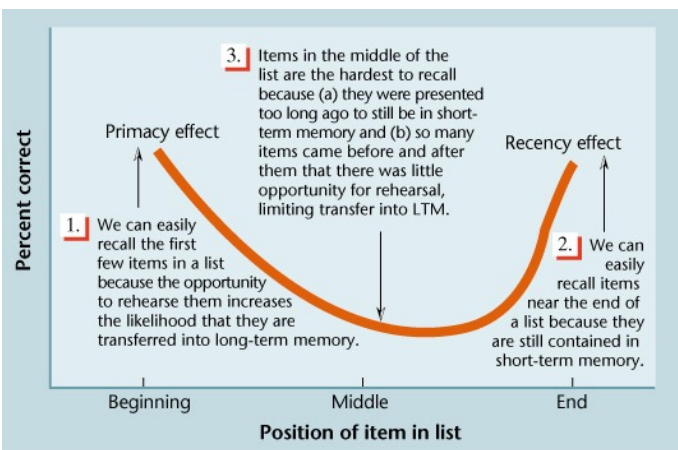 Percent correct
Primacy effect
1. We can easily
recall the first
few items in a list
because the opportunity
to rehearse them increases
the likelihood that they are
transferred into long-term memory.
3. Items in the middle of the
list are the hardest to recall
because (a) they were presented
too long ago to still be in short-
term memory and (b) so many
items came before and after
them that there was little
opportunity for rehearsal,
limiting transfer into LTM.
Recency effect
2. We can
easily
recall items
near the end of
a list because they
are still contained in
short-term memory.
Beginning
Middle
End
Position of item in list